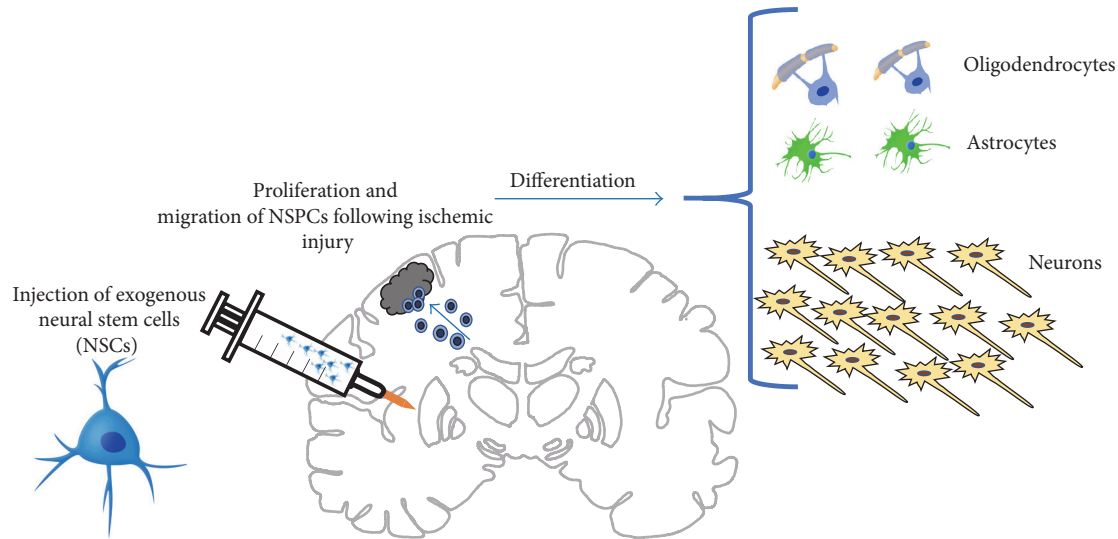 Injection of exogenous
neural stem cells
(NSCs)
Proliferation and
migration of NSPCs following ischemic
injury
Differentiation
Oligodendrocytes
Astrocytes
Neurons